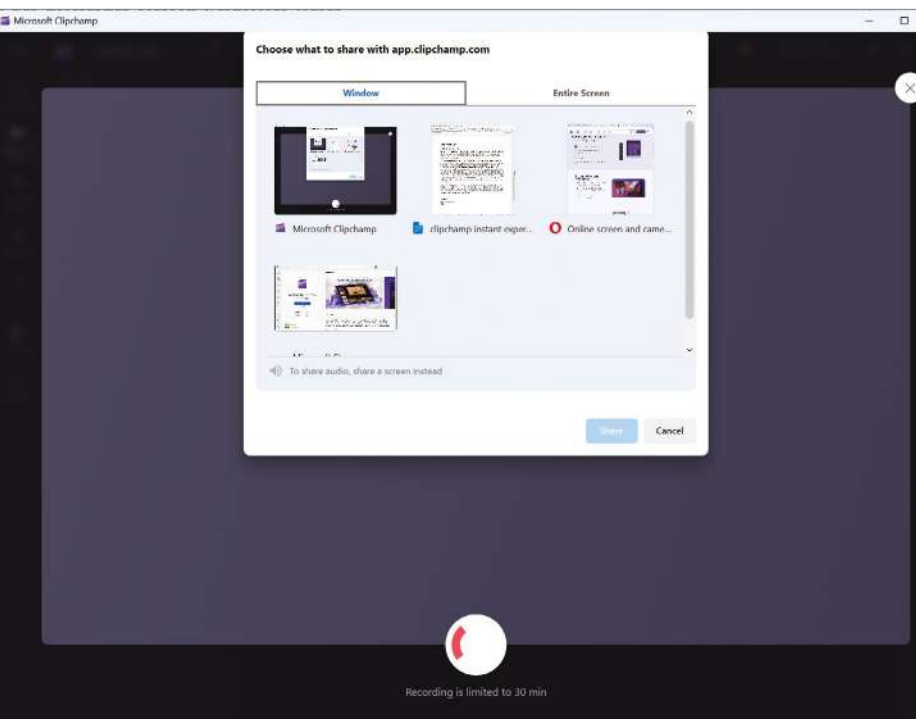 Microsoft Clipchamp
Choose what to share with app.clipchamp.com
Window
Entire Screen
Microsoft Clipchamp
clipchamp instant exper...
Online screen and came...
To share audio, share a screen instead
Share
Cancel
Recording is limited to 30 min